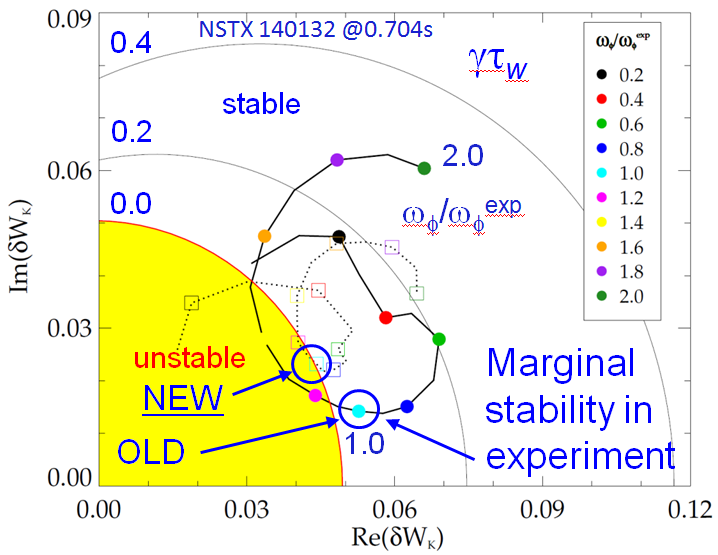 0.09
0.4
NSTX 140132 @0.704s
γτW
ωϕ/ωϕexp
0.2
0.4
0.6
0.8
1.0
1.2
1.4
1.6
1.8
2.0
stable
0.2
2.0
0.06
0.0
ωϕ/ωϕexp
Im(δWK)
0.03
unstable
NEW
OLD
1.0
Marginal
stability in
experiment
0.00
0.00
0.03
0.06
0.09
0.12
Re(δWK)